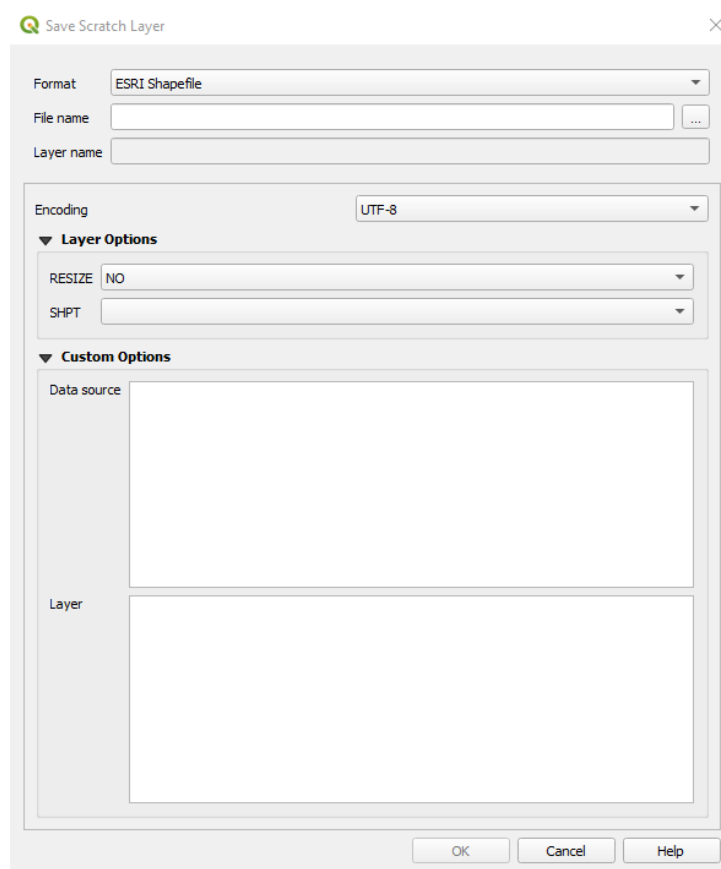 Save Scratch Layer
Format ESRI Shapefile
File name ...
Layer name
Encoding UTF-8
Layer Options
RESIZE NO
SHPT
Custom Options
Data source
Layer
OK Cancel Help